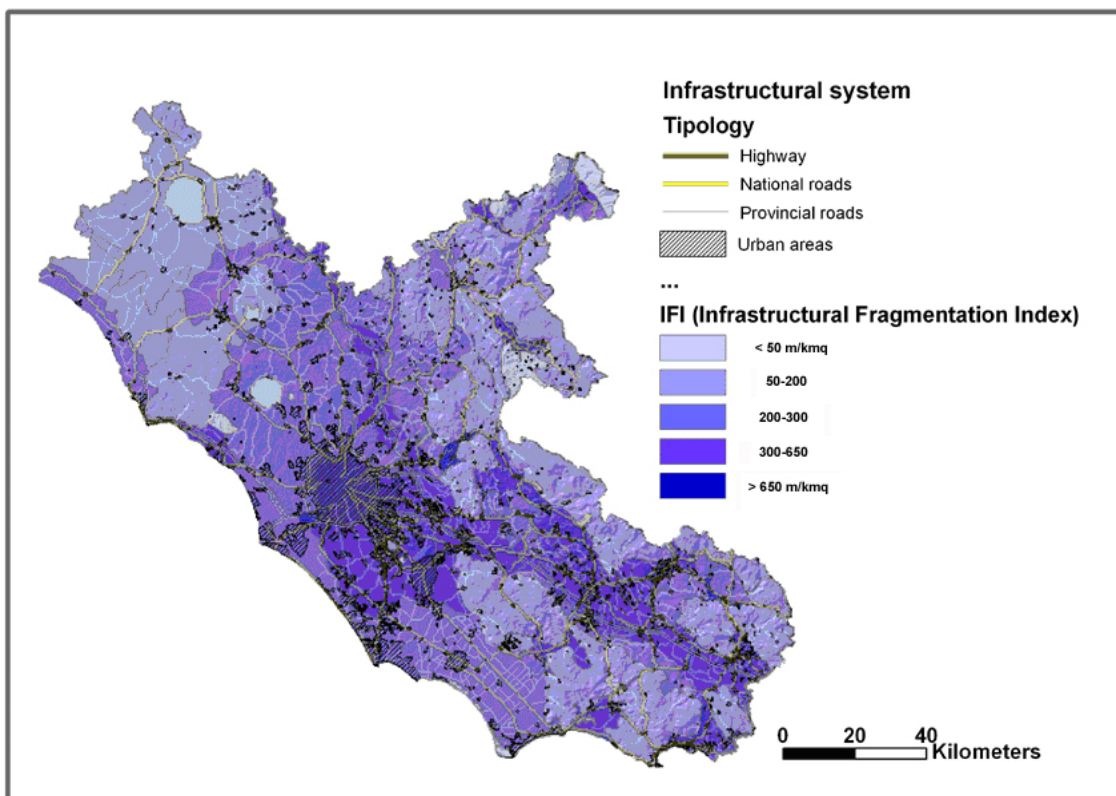 Infrastructural system
Tipology
Highway
National roads
Provincial roads
Urban areas
...
IFI (Infrastructural Fragmentation Index)
< 50 m/kmq
50-200
200-300
300-650
> 650 m/kmq
0 20 40
Kilometers